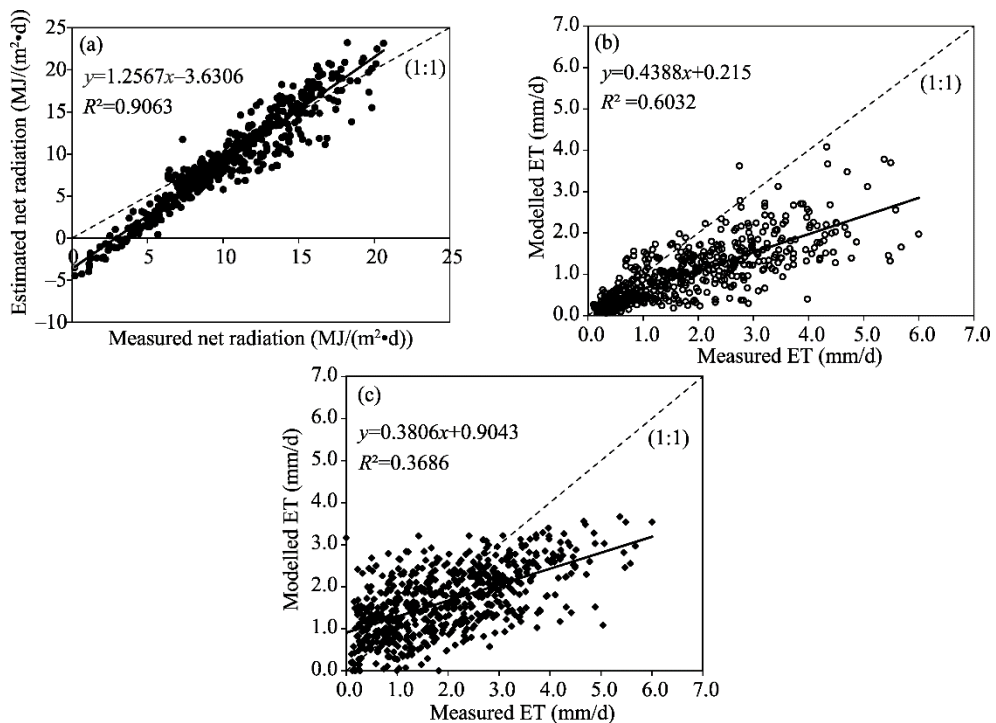 (a)
y=1.2567x−3.6306
R²=0.9063
(1:1)
Estimated net radiation (MJ/(m²•d))
25
20
15
10
5
0
−5
−10
5
10
15
20
25
Measured net radiation (MJ/(m²•d))
(b)
y=0.4388x+0.215
R² =0.6032
(1:1)
Modelled ET (mm/d)
7.0
6.0
5.0
4.0
3.0
2.0
1.0
0.0
0.0 1.0 2.0 3.0 4.0 5.0 6.0 7.0
Measured ET (mm/d)
(c)
y=0.3806x+0.9043
R²=0.3686
(1:1)
Modelled ET (mm/d)
7.0
6.0
5.0
4.0
3.0
2.0
1.0
0.0
0.0 1.0 2.0 3.0 4.0 5.0 6.0 7.0
Measured ET (mm/d)